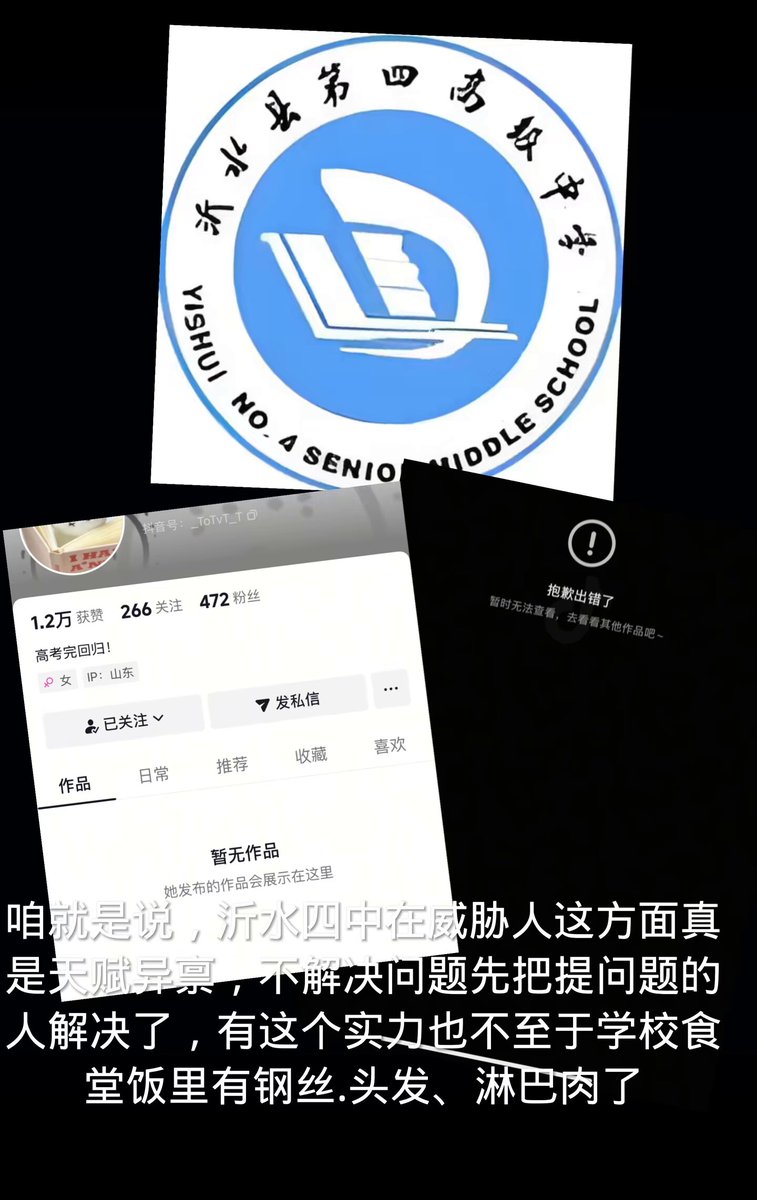 沂水县第四高级中学
YISHUI NO.4 SENIOR MIDDLE SCHOOL
抖音号：_ToTvT_T
I HA
1.2万 获赞 266 关注 472 粉丝
高考完回归！
女 IP：山东
已关注 发私信 ...
作品 日常 推荐 收藏 喜欢
暂无作品
她发布的作品会展示在这里
抱歉出错了
暂时无法查看，去看看其他作品吧~
咱就是说，沂水四中在威胁人这方面真
是天赋异禀，不解决问题先把提问题的
人解决了，有这个实力也不至于学校食
堂饭里有钢丝.头发、淋巴肉了